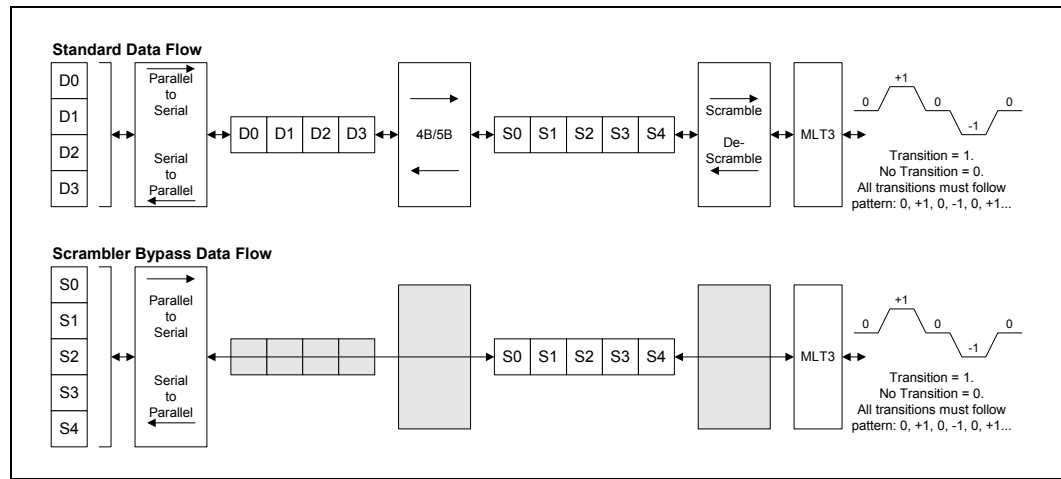 Standard Data Flow
D0
D1
D2
D3
Parallel
to
Serial
Serial
to
Parallel
D0 D1 D2 D3
4B/5B
S0 S1 S2 S3 S4
Scramble
De-
Scramble
MLT3
0 +1 0 -1 0
Transition = 1.
No Transition = 0.
All transitions must follow
pattern: 0, +1, 0, -1, 0, +1...
Scrambler Bypass Data Flow
S0
S1
S2
S3
S4
Parallel
to
Serial
Serial
to
Parallel
S0 S1 S2 S3 S4
MLT3
0 +1 0 -1 0
Transition = 1.
No Transition = 0.
All transitions must follow
pattern: 0, +1, 0, -1, 0, +1...